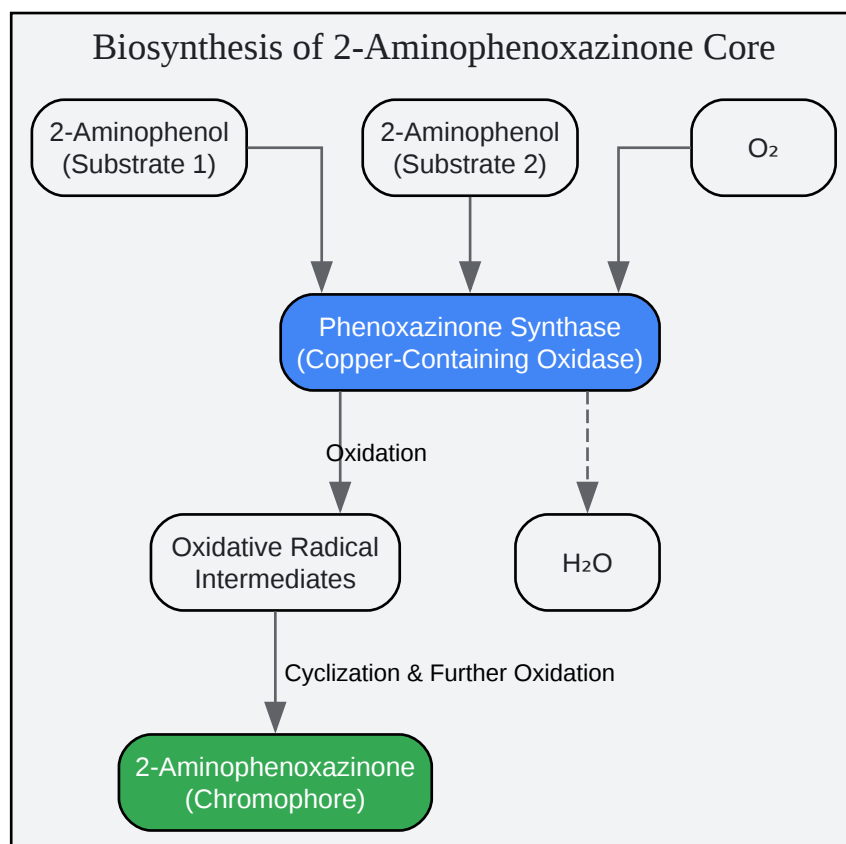 Biosynthesis of 2-Aminophenoxazinone Core
2-Aminophenol
(Substrate 1)
2-Aminophenol
(Substrate 2)
O₂
Phenoxazinone Synthase
(Copper-Containing Oxidase)
Oxidation
Oxidative Radical
Intermediates
H₂O
Cyclization & Further Oxidation
2-Aminophenoxazinone
(Chromophore)